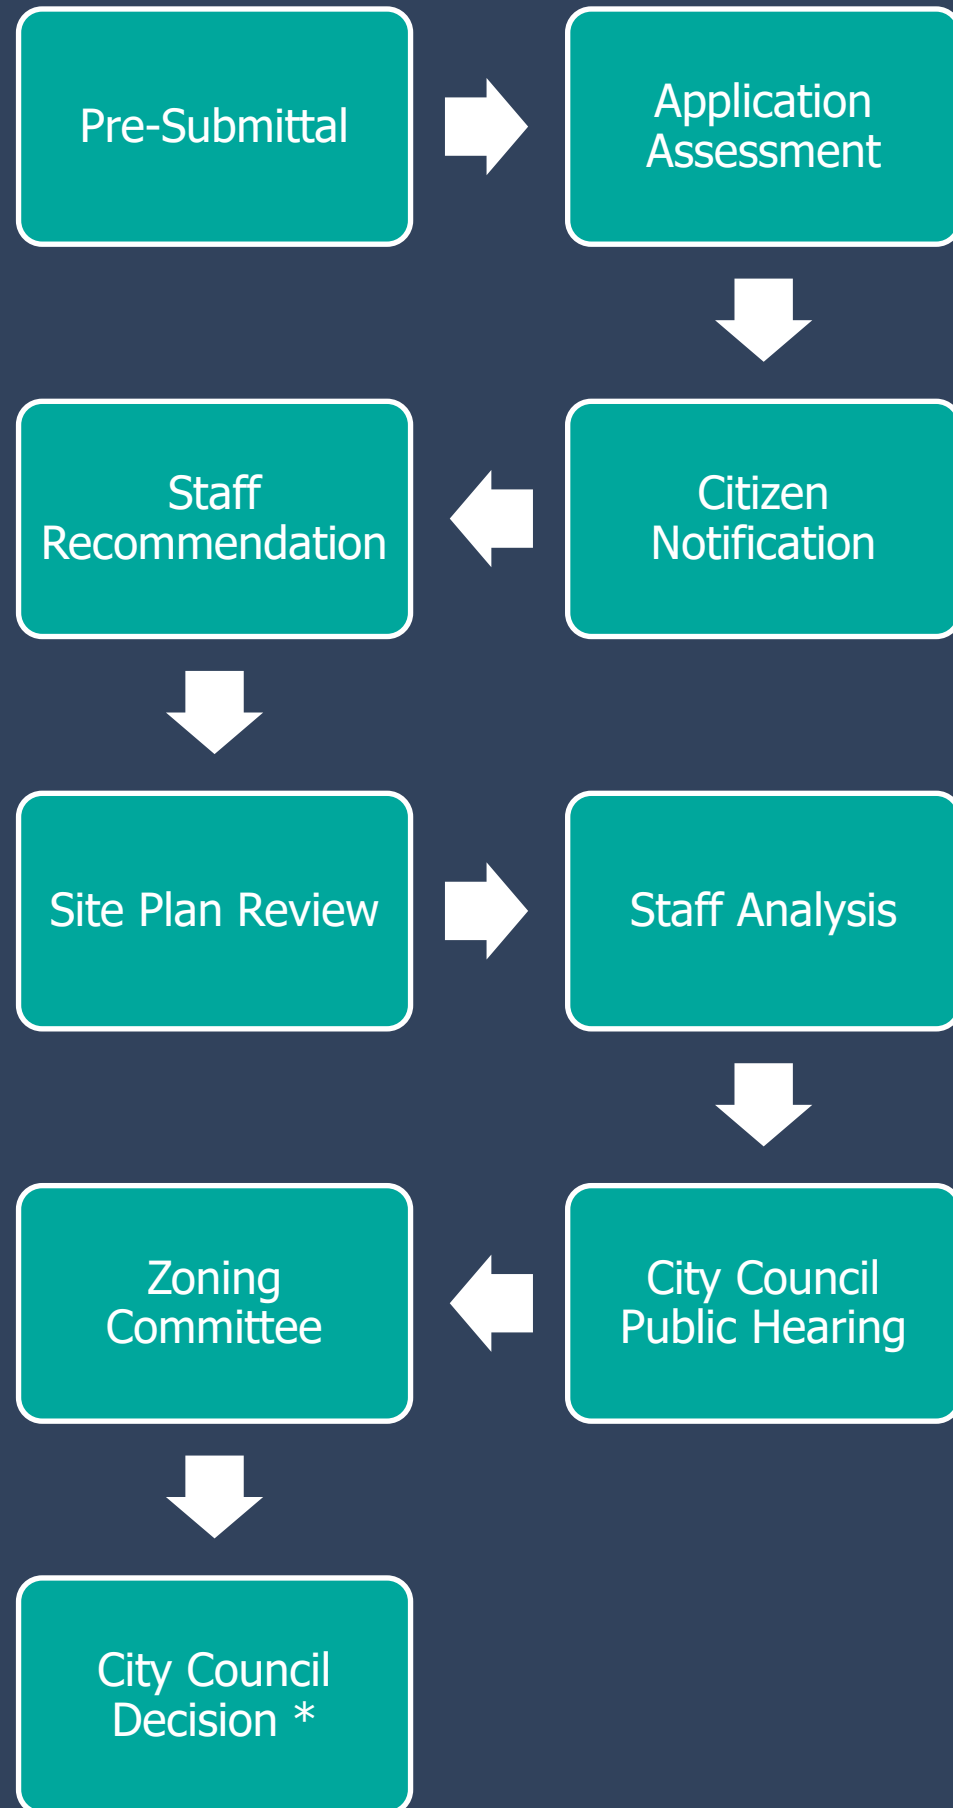 Pre-Submittal
Application
Assessment
Citizen
Notification
Staff
Recommendation
Site Plan Review
Staff Analysis
City Council
Public Hearing
Zoning
Committee
City Council
Decision *